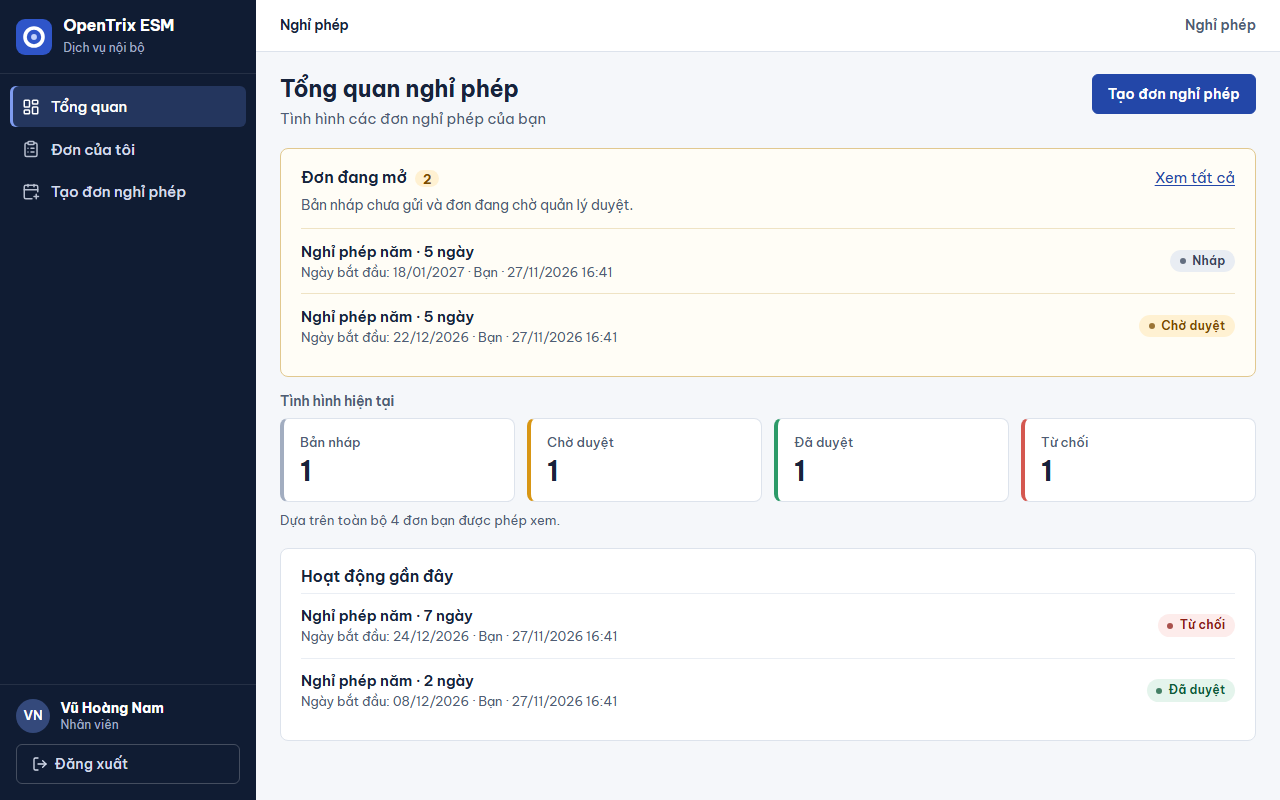 OpenTrix ESM
Dịch vụ nội bộ
Tổng quan
Đơn của tôi
Tạo đơn nghỉ phép
VN
Vũ Hoàng Nam
Nhân viên
Đăng xuất
Nghỉ phép
Nghỉ phép
Tổng quan nghỉ phép
Tình hình các đơn nghỉ phép của bạn
Tạo đơn nghỉ phép
Đơn đang mở 2
Xem tất cả
Bản nháp chưa gửi và đơn đang chờ quản lý duyệt.
Nghỉ phép năm · 5 ngày
Ngày bắt đầu: 18/01/2027 · Bạn · 27/11/2026 16:41
Nháp
Nghỉ phép năm · 5 ngày
Ngày bắt đầu: 22/12/2026 · Bạn · 27/11/2026 16:41
Chờ duyệt
Tình hình hiện tại
Bản nháp
1
Chờ duyệt
1
Đã duyệt
1
Từ chối
1
Dựa trên toàn bộ 4 đơn bạn được phép xem.
Hoạt động gần đây
Nghỉ phép năm · 7 ngày
Ngày bắt đầu: 24/12/2026 · Bạn · 27/11/2026 16:41
Từ chối
Nghỉ phép năm · 2 ngày
Ngày bắt đầu: 08/12/2026 · Bạn · 27/11/2026 16:41
Đã duyệt